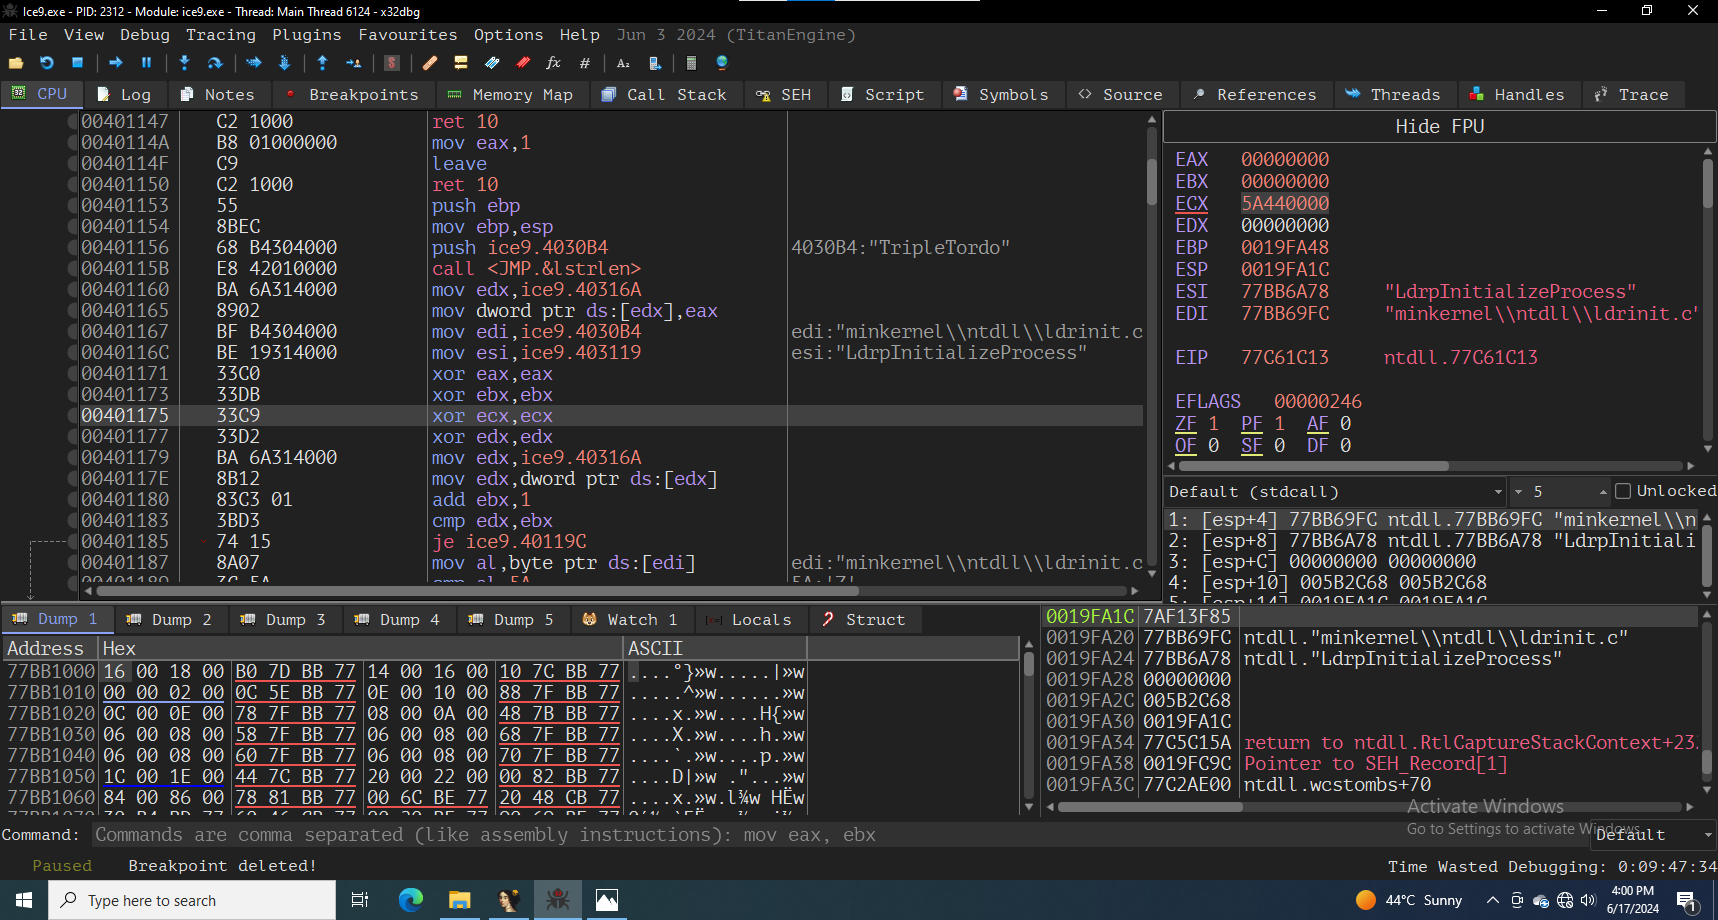 Ice9.exe - PID: 2312 - Module: ice9.exe - Thread: Main Thread 6124 - x32dbg
File View Debug Tracing Plugins Favourites Options Help Jun 3 2024 (TitanEngine)
CPU Log Notes Breakpoints Memory Map Call Stack SEH Script Symbols Source References Threads Handles Trace
00401147 C2 1000 ret 10
0040114A B8 01000000 mov eax,1
0040114F C9 leave
00401150 C2 1000 ret 10
00401153 55 push ebp
00401154 8BEC mov ebp,esp
00401156 68 B4304000 push ice9.4030B4 4030B4:"TripleTordo"
0040115B E8 42010000 call <JMP.&lstrlen>
00401160 BA 6A314000 mov edx,ice9.40316A
00401165 8902 mov dword ptr ds:[edx],eax
00401167 BF B4304000 mov edi,ice9.4030B4 edi:"minkernel\\ntdll\\ldrinit.c
0040116C BE 19314000 mov esi,ice9.403119 esi:"LdrpInitializeProcess"
00401171 33C0 xor eax,eax
00401173 33DB xor ebx,ebx
00401175 33C9 xor ecx,ecx
00401177 33D2 xor edx,edx
00401179 BA 6A314000 mov edx,ice9.40316A
0040117E 8B12 mov edx,dword ptr ds:[edx]
00401180 83C3 01 add ebx,1
00401183 3BD3 cmp edx,ebx
00401185 74 15 je ice9.40119C
00401187 8A07 mov al,byte ptr ds:[edi] edi:"minkernel\\ntdll\\ldrinit.c
00401189 3C 5A cmp al,5A 5A:'Z'
Hide FPU
EAX 00000000
EBX 00000000
ECX 5A440000
EDX 00000000
EBP 0019FA48
ESP 0019FA1C
ESI 77BB6A78 "LdrpInitializeProcess"
EDI 77BB69FC "minkernel\\ntdll\\ldrinit.c"
EIP 77C61C13 ntdll.77C61C13
EFLAGS 00000246
ZF 1 PF 1 AF 0
OF 0 SF 0 DF 0
Default (stdcall) 5 Unlocked
1: [esp+4] 77BB69FC ntdll.77BB69FC "minkernel\\n
2: [esp+8] 77BB6A78 ntdll.77BB6A78 "LdrpInitiali
3: [esp+C] 00000000 00000000
4: [esp+10] 005B2C68 005B2C68
5: [esp+14] 0019FA1C 0019FA1C
Dump 1 Dump 2 Dump 3 Dump 4 Dump 5 Watch 1 Locals Struct
Address Hex ASCII
77BB1000 16 00 18 00 B0 7D BB 77 14 00 16 00 10 7C BB 77 ....°}»w.....|»w
77BB1010 00 00 02 00 0C 5E BB 77 0E 00 10 00 88 7F BB 77 .....^»w......»w
77BB1020 0C 00 0E 00 78 7F BB 77 08 00 0A 00 48 7B BB 77 ....x.»w....H{»w
77BB1030 06 00 08 00 58 7F BB 77 06 00 08 00 68 7F BB 77 ....X.»w....h.»w
77BB1040 06 00 08 00 60 7F BB 77 06 00 08 00 70 7F BB 77 ....`.»w....p.»w
77BB1050 1C 00 1E 00 44 7C BB 77 20 00 22 00 00 82 BB 77 ....D|»w ."...»w
77BB1060 84 00 86 00 78 81 BB 77 00 6C BE 77 20 48 CB 77 ....x.»w.l¾w HËw
0019FA1C 7AF13F85
0019FA20 77BB69FC ntdll."minkernel\\ntdll\\ldrinit.c"
0019FA24 77BB6A78 ntdll."LdrpInitializeProcess"
0019FA28 00000000
0019FA2C 005B2C68
0019FA30 0019FA1C
0019FA34 77C5C15A return to ntdll.RtlCaptureStackContext+23
0019FA38 0019FC9C Pointer to SEH_Record[1]
0019FA3C 77C2AE00 ntdll.wcstombs+70
Activate Windows
Go to Settings to activate Windows.
Command: Commands are comma separated (like assembly instructions): mov eax, ebx Default
Paused Breakpoint deleted! Time Wasted Debugging: 0:09:47:34
Type here to search
44°C Sunny
4:00 PM
6/17/2024
1